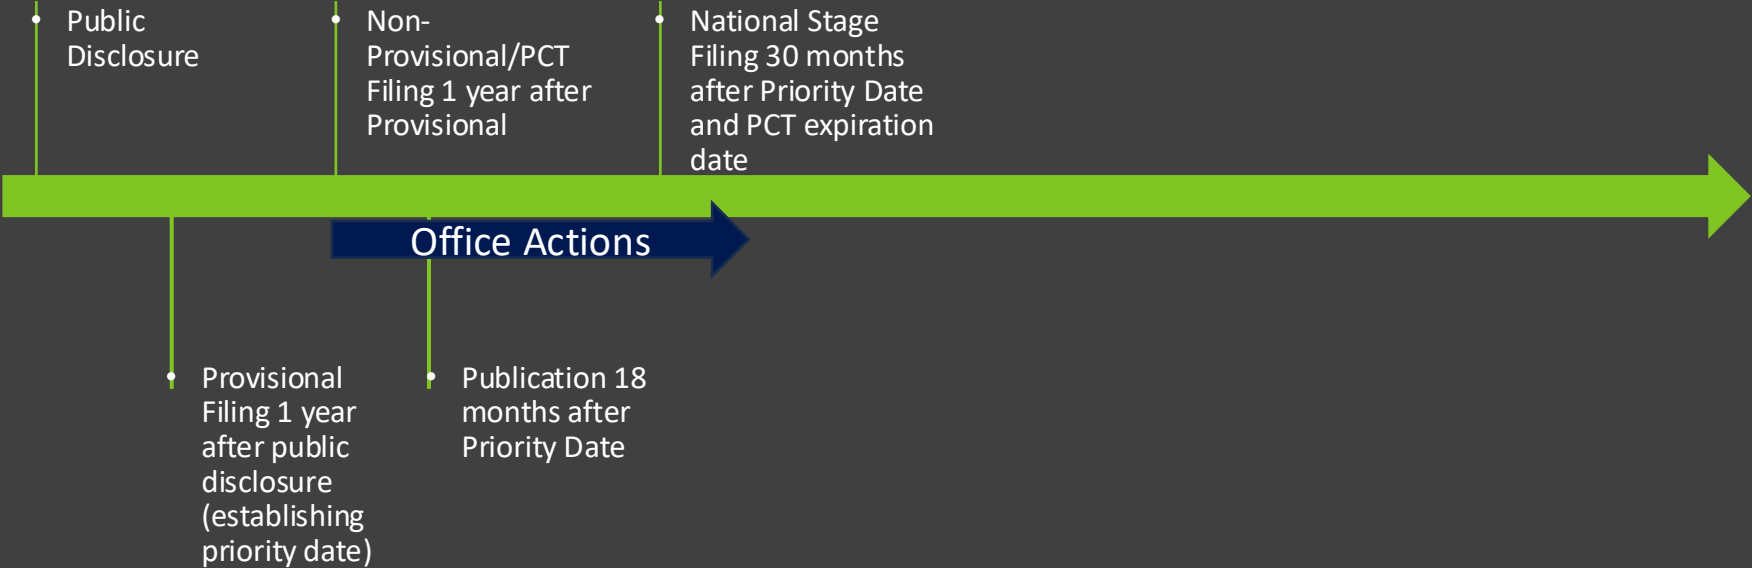 Public
Disclosure
Non-
Provisional/PCT
Filing 1 year after
Provisional
National Stage
Filing 30 months
after Priority Date
and PCT expiration
date
Office Actions
Provisional
Filing 1 year
after public
disclosure
(establishing
priority date)
Publication 18
months after
Priority Date